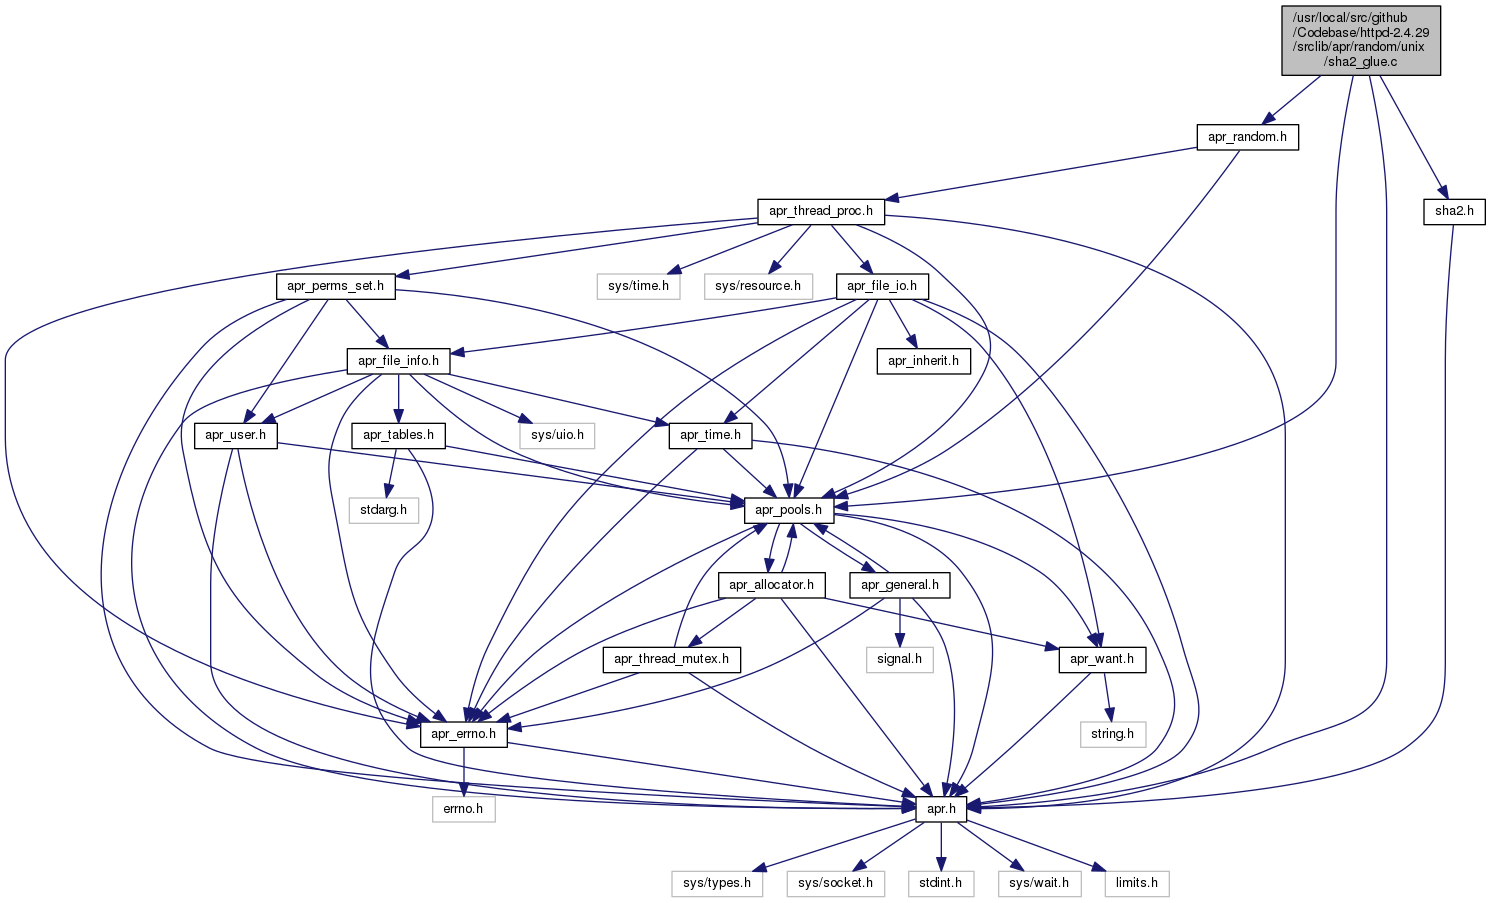 /usr/local/src/github
/Codebase/httpd-2.4.29
/srclib/apr/random/unix
/sha2_glue.c
apr_random.h
apr_thread_proc.h
sha2.h
apr_perms_set.h
sys/time.h
sys/resource.h
apr_file_io.h
apr_file_info.h
apr_inherit.h
apr_user.h
apr_tables.h
sys/uio.h
apr_time.h
stdarg.h
apr_pools.h
apr_allocator.h
apr_general.h
apr_thread_mutex.h
signal.h
apr_want.h
apr_errno.h
string.h
errno.h
apr.h
sys/types.h
sys/socket.h
stdint.h
sys/wait.h
limits.h